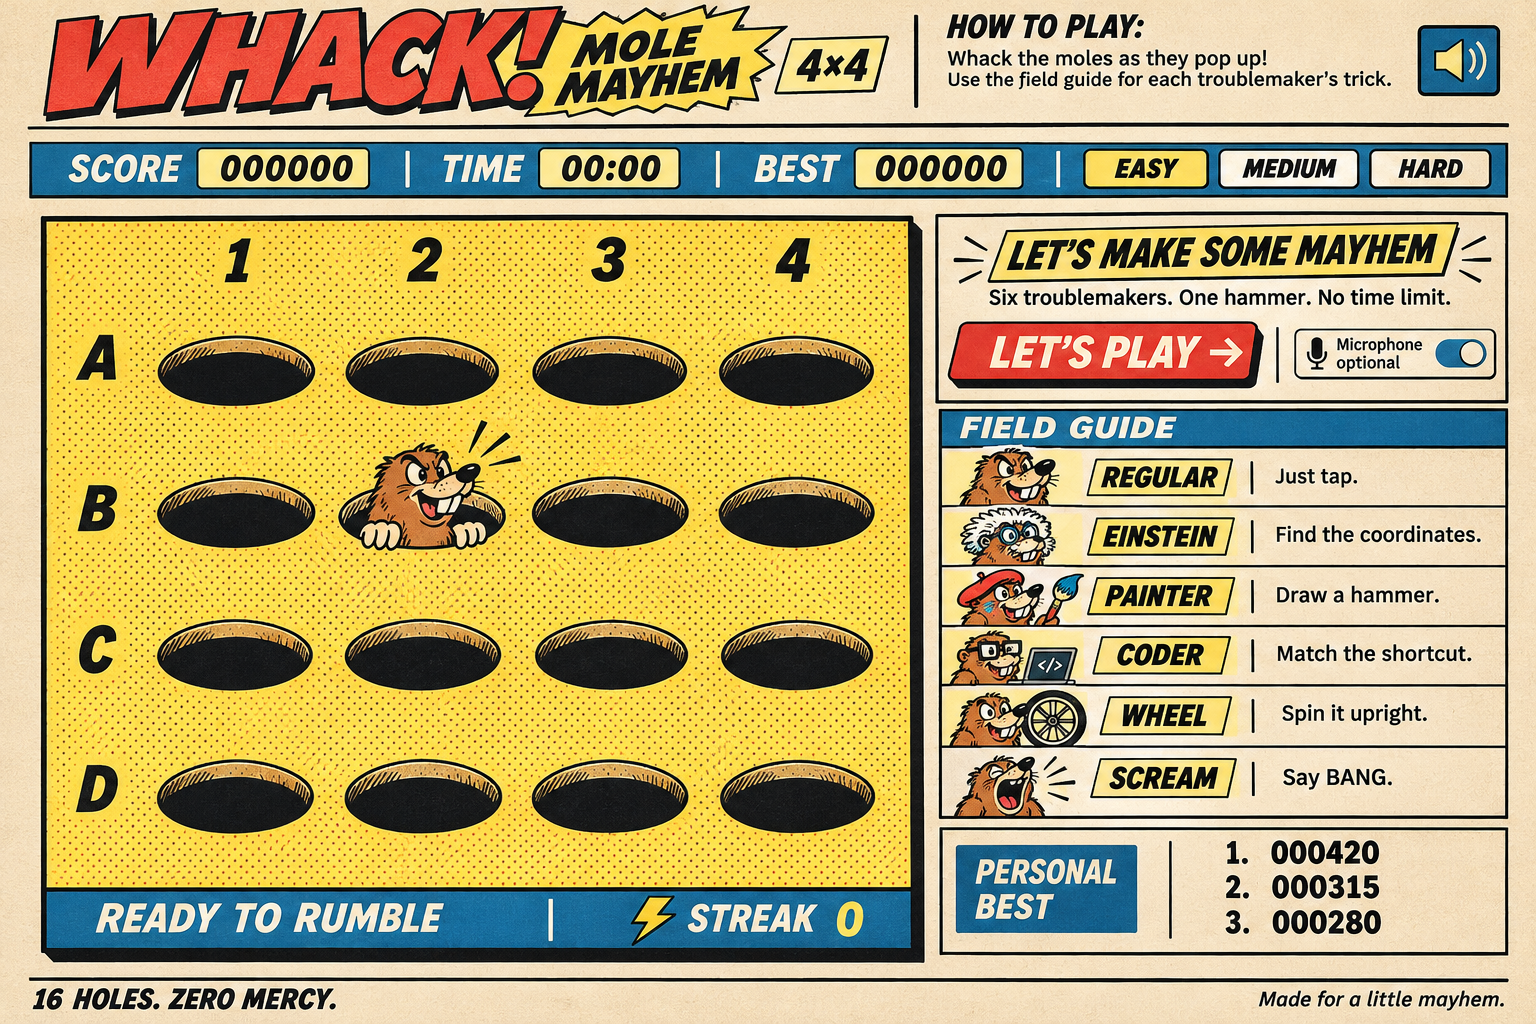 WHACK!
MOLE
MAYHEM
4×4
HOW TO PLAY:
Whack the moles as they pop up!
Use the field guide for each troublemaker's trick.
SCORE 000000 | TIME 00:00 | BEST 000000 | EASY MEDIUM HARD
1 2 3 4
A
B
C
D
READY TO RUMBLE | STREAK 0
LET'S MAKE SOME MAYHEM
Six troublemakers. One hammer. No time limit.
LET'S PLAY →
Microphone
optional
FIELD GUIDE
REGULAR | Just tap.
EINSTEIN | Find the coordinates.
PAINTER | Draw a hammer.
CODER | Match the shortcut.
</>
WHEEL | Spin it upright.
SCREAM | Say BANG.
PERSONAL
BEST
1. 000420
2. 000315
3. 000280
16 HOLES. ZERO MERCY.
Made for a little mayhem.